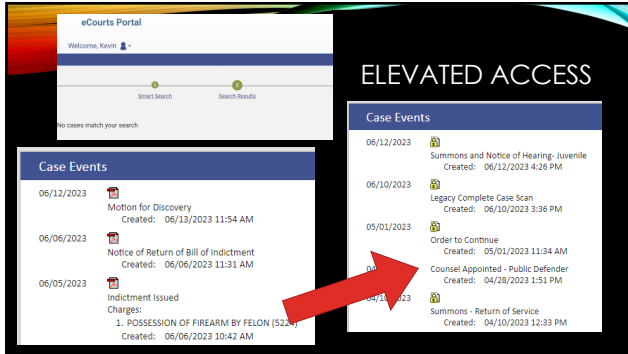 eCourts Portal
Welcome, Kevin
1
2
Smart Search
Search Results
No cases match your search
ELEVATED ACCESS
Case Events
06/12/2023
Motion for Discovery
Created: 06/13/2023 11:54 AM
06/06/2023
Notice of Return of Bill of Indictment
Created: 06/06/2023 11:31 AM
06/05/2023
Indictment Issued
Charges:
1. POSSESSION OF FIREARM BY FELON (522
Created: 06/06/2023 10:42 AM
Case Events
06/12/2023
Summons and Notice of Hearing- Juvenile
Created: 06/12/2023 4:26 PM
06/10/2023
Legacy Complete Case Scan
Created: 06/10/2023 3:36 PM
05/01/2023
Order to Continue
Created: 05/01/2023 11:34 AM
Counsel Appointed - Public Defender
Created: 04/28/2023 1:51 PM
04/10/2023
Summons - Return of Service
Created: 04/10/2023 12:33 PM